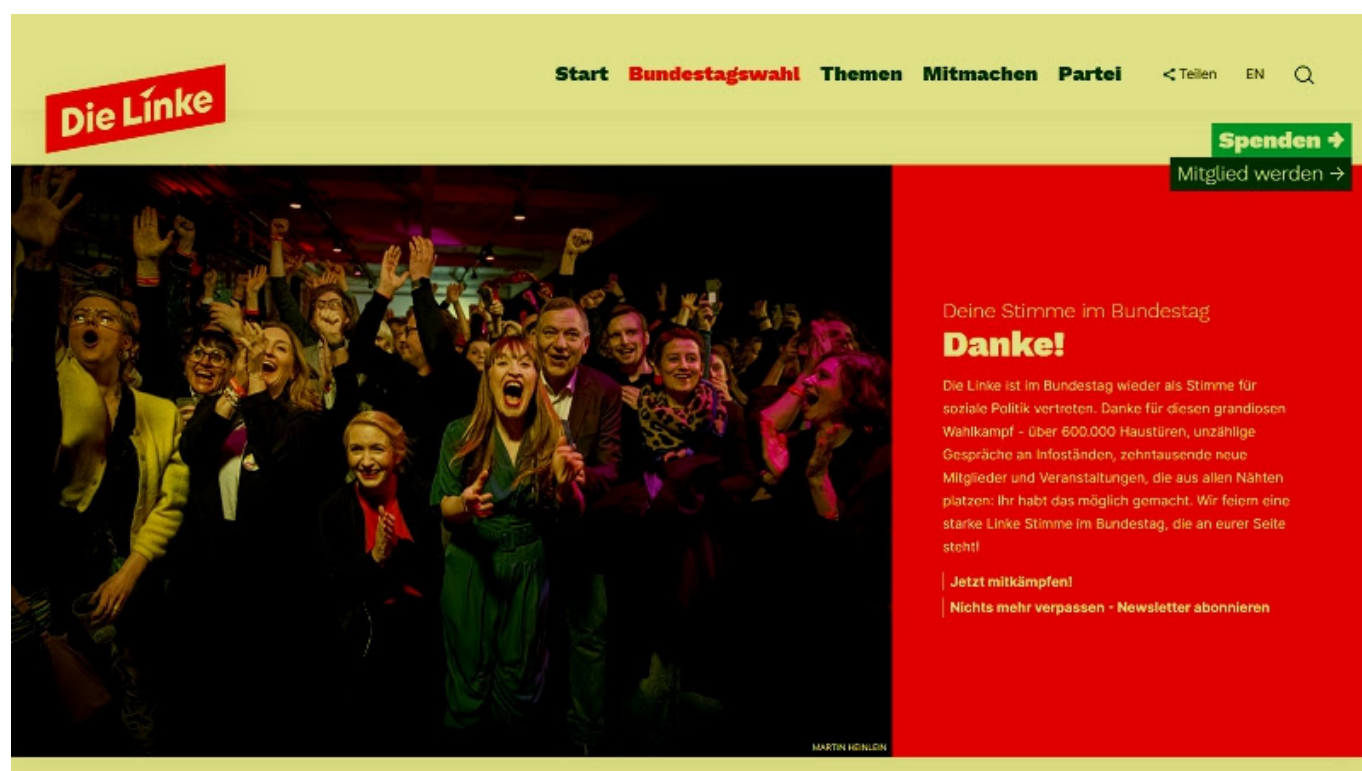 Die Linke
Start Bundestagswahl Themen Mitmachen Partei Teilen EN
Spenden →
Mitglied werden →
Deine Stimme im Bundestag
Danke!
Die Linke ist im Bundestag wieder als Stimme für
soziale Politik vertreten. Danke für diesen grandiosen
Wahlkampf - über 600.000 Haustüren, unzählige
Gespräche an Infoständen, zehntausende neue
Mitglieder und Veranstaltungen, die aus allen Nähten
platzen: Ihr habt das möglich gemacht. Wir feiern eine
starke Linke Stimme im Bundestag, die an eurer Seite
steht!
Jetzt mitkämpfen!
Nichts mehr verpassen - Newsletter abonnieren
MARTIN HEINLEIN